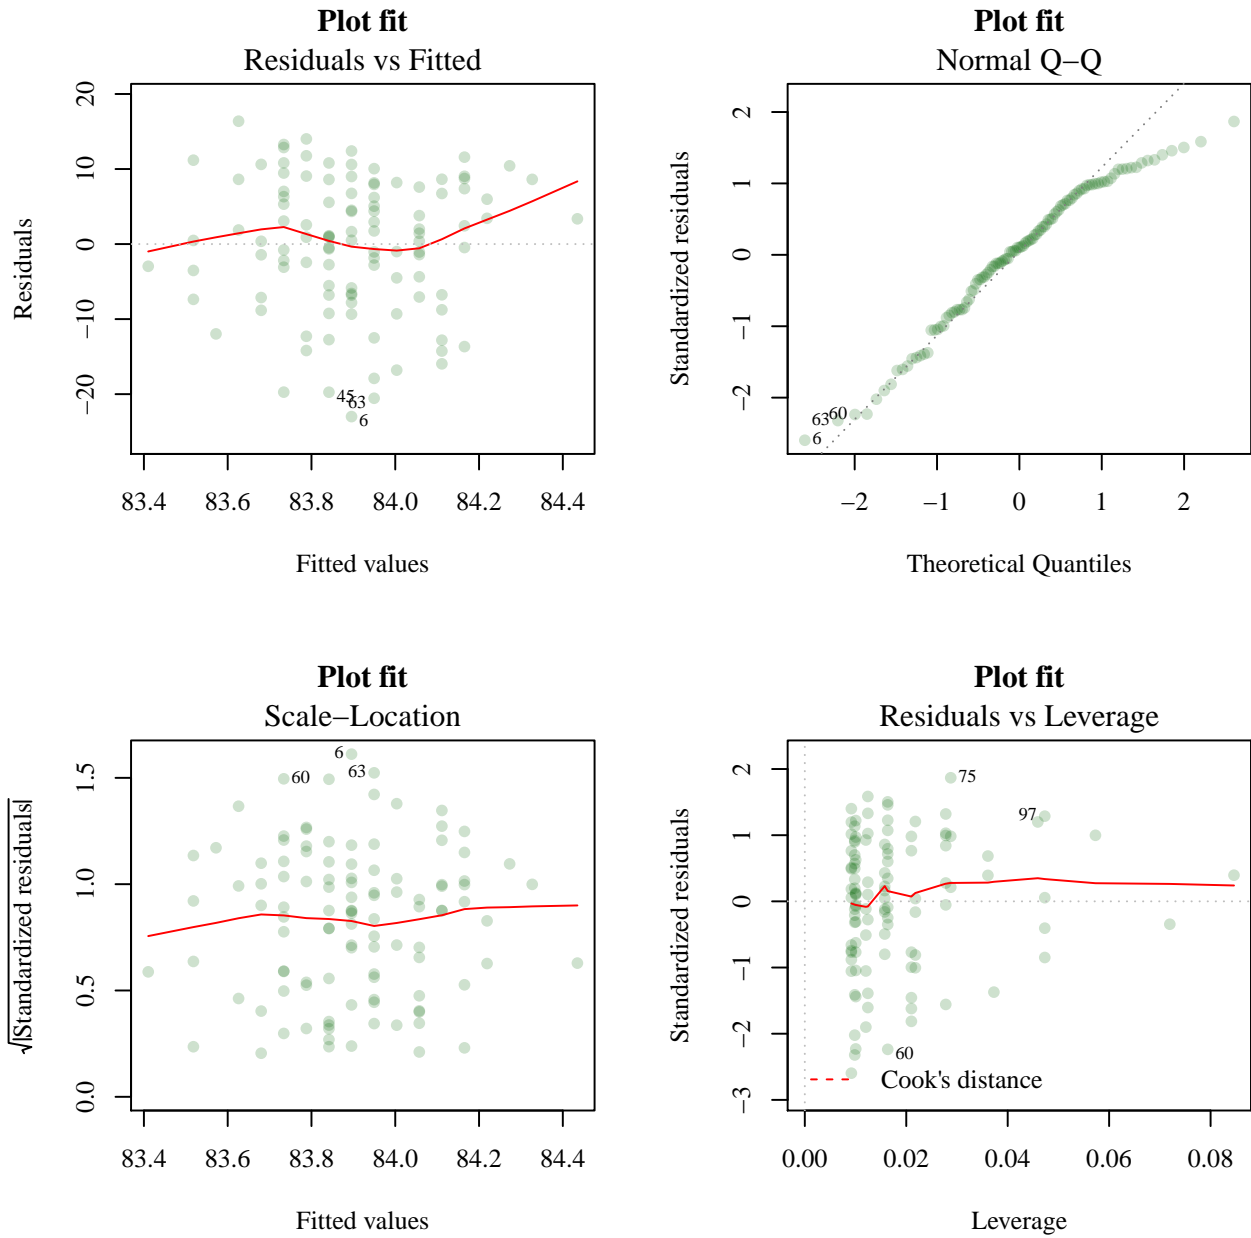 Plot fit
Residuals vs Fitted
Residuals
20
10
0
−10
−20
45
63
6
83.4 83.6 83.8 84.0 84.2 84.4
Fitted values
Plot fit
Normal Q−Q
Standardized residuals
2
1
0
−1
−2
63
60
6
−2 −1 0 1 2
Theoretical Quantiles
Plot fit
Scale−Location
√|Standardized residuals|
1.5
1.0
0.5
0.0
6
63
60
83.4 83.6 83.8 84.0 84.2 84.4
Fitted values
Plot fit
Residuals vs Leverage
Standardized residuals
2
1
0
−1
−2
−3
75
97
60
Cook's distance
0.00 0.02 0.04 0.06 0.08
Leverage